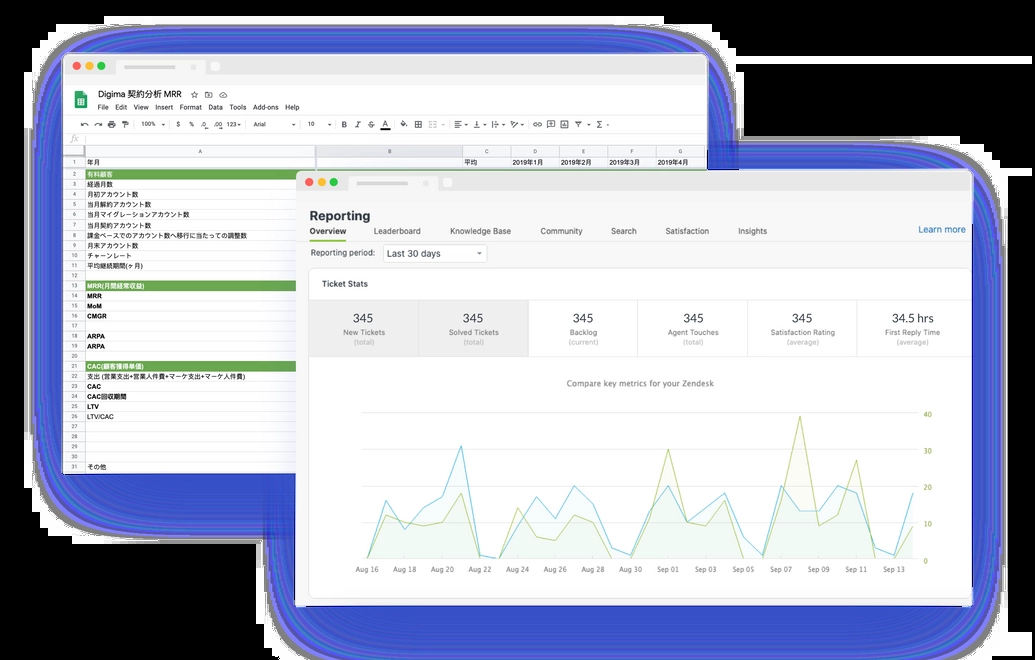 Digima 契約分析 MRR
File Edit View Insert Format Data Tools Add-ons Help
100% $ % .0 .00 123 Arial 10 B I S A
fx
A B C D E F G
1 年月 平均 2019年1月 2019年2月 2019年3月 2019年4月
2 有料顧客
3 経過月数
4 月初アカウント数
5 当月解約アカウント数
6 当月マイグレーションアカウント数
7 当月契約アカウント数
8 課金ベースでのアカウント数へ移行に当たっての調整数
9 月末アカウント数
10 チャーンレート
11 平均継続期間(ヶ月)
12
13 MRR(月間経常収益)
14 MRR
15 MoM
16 CMGR
17
18 ARPA
19 ARPA
20
21 CAC(顧客獲得単価)
22 支出 (営業支出+営業人件費+マーケ支出+マーケ人件費)
23 CAC
24 CAC回収期間
25 LTV
26 LTV/CAC
27
28
29
30
31 その他
Reporting
Overview Leaderboard Knowledge Base Community Search Satisfaction Insights Learn more
Reporting period: Last 30 days
Ticket Stats
345 345 345 345 345 34.5 hrs
New Tickets Solved Tickets Backlog Agent Touches Satisfaction Rating First Reply Time
(total) (total) (current) (total) (average) (average)
Compare key metrics for your Zendesk
40
30
20
10
0
Aug 16 Aug 18 Aug 20 Aug 22 Aug 24 Aug 26 Aug 28 Aug 30 Sep 01 Sep 03 Sep 05 Sep 07 Sep 09 Sep 11 Sep 13